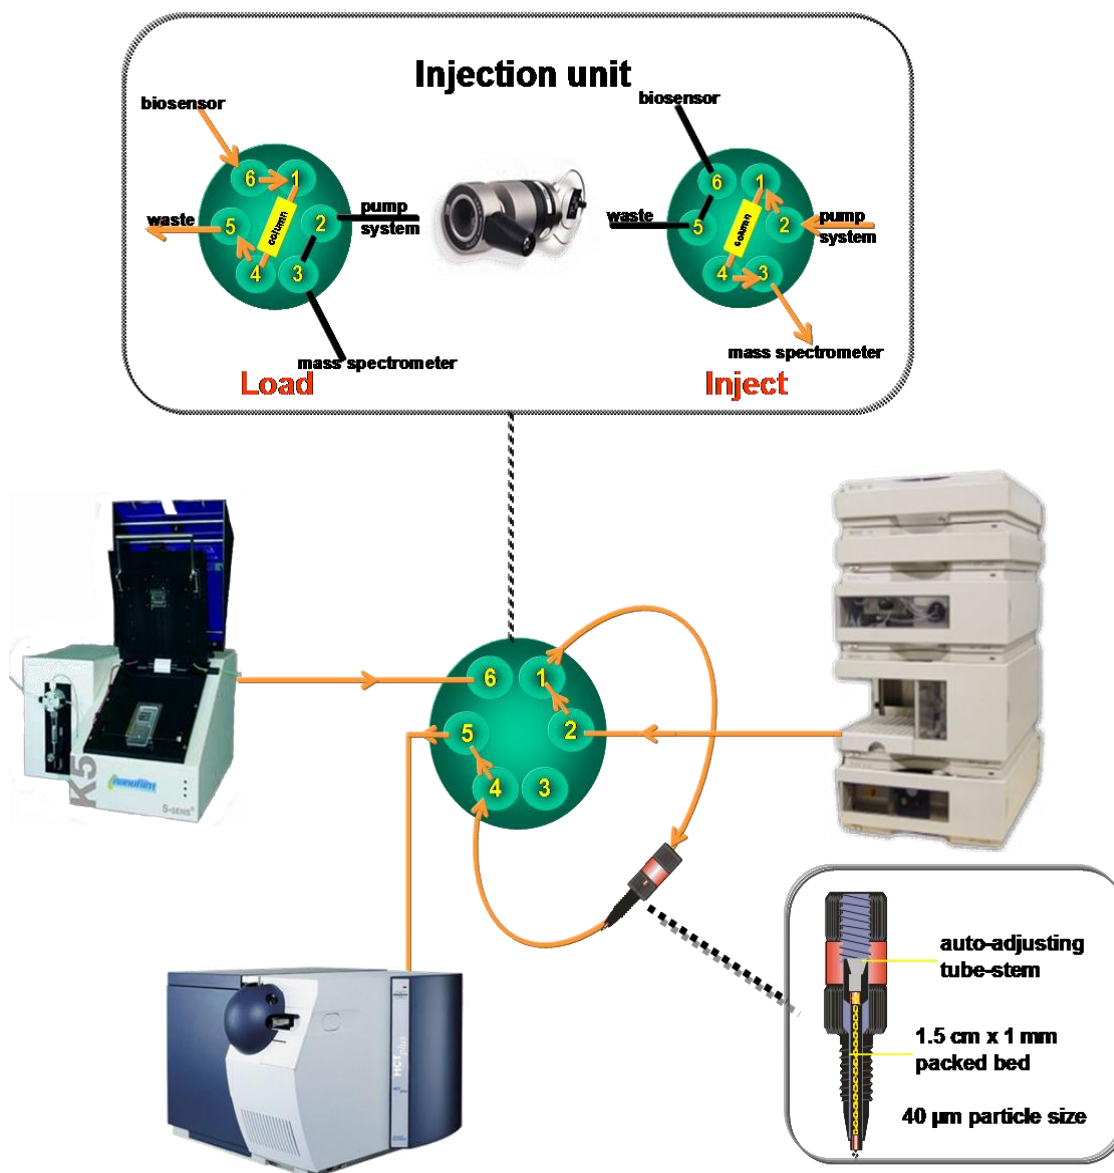 Injection unit
biosensor
6
1
5
column
2
4
3
waste
pump
system
mass spectrometer
Load
biosensor
6
1
5
column
2
4
3
waste
pump
system
mass spectrometer
Inject
K5
nanofilm
S-SENS
6
1
5
2
4
3
HCTplus
auto-adjusting
tube-stem
1.5 cm x 1 mm
packed bed
40 µm particle size